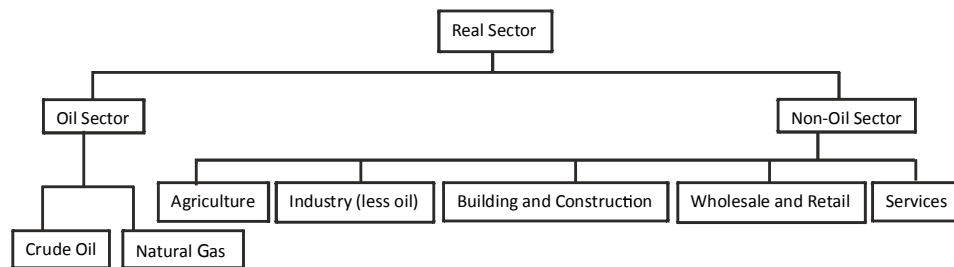 Real Sector
Oil Sector
Non-Oil Sector
Agriculture
Industry (less oil)
Building and Construction
Wholesale and Retail
Services
Crude Oil
Natural Gas